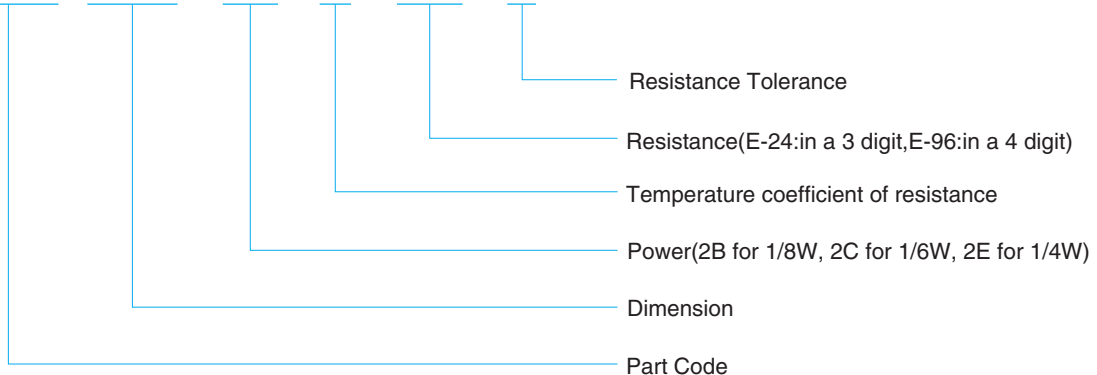 Resistance Tolerance
Resistance(E-24:in a 3 digit,E-96:in a 4 digit)
Temperature coefficient of resistance
Power(2B for 1/8W, 2C for 1/6W, 2E for 1/4W)
Dimension
Part Code